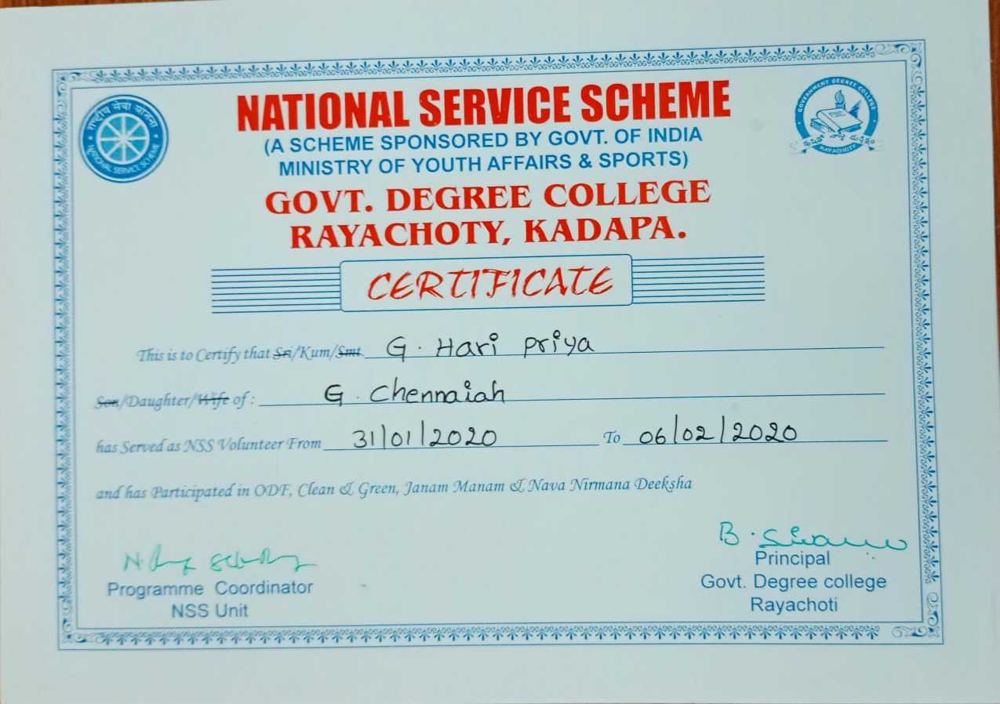 राष्ट्रीय सेवा योजना
NATIONAL SERVICE SCHEME
NATIONAL SERVICE SCHEME
(A SCHEME SPONSORED BY GOVT. OF INDIA
MINISTRY OF YOUTH AFFAIRS & SPORTS)
GOVERNMENT DEGREE COLLEGE
RAYACHOTY
GOVT. DEGREE COLLEGE
RAYACHOTY, KADAPA.
CERTIFICATE
This is to Certify that Sri/Kum/Smt. G. Hari Priya
Son/Daughter/Wife of : G. Chennaiah
has Served as NSS Volunteer From 31/01/2020 To 06/02/2020
and has Participated in ODF, Clean & Green, Janam Manam & Nava Nirmana Deeksha
B.
Principal
Programme Coordinator
Govt. Degree college
NSS Unit
Rayachoti